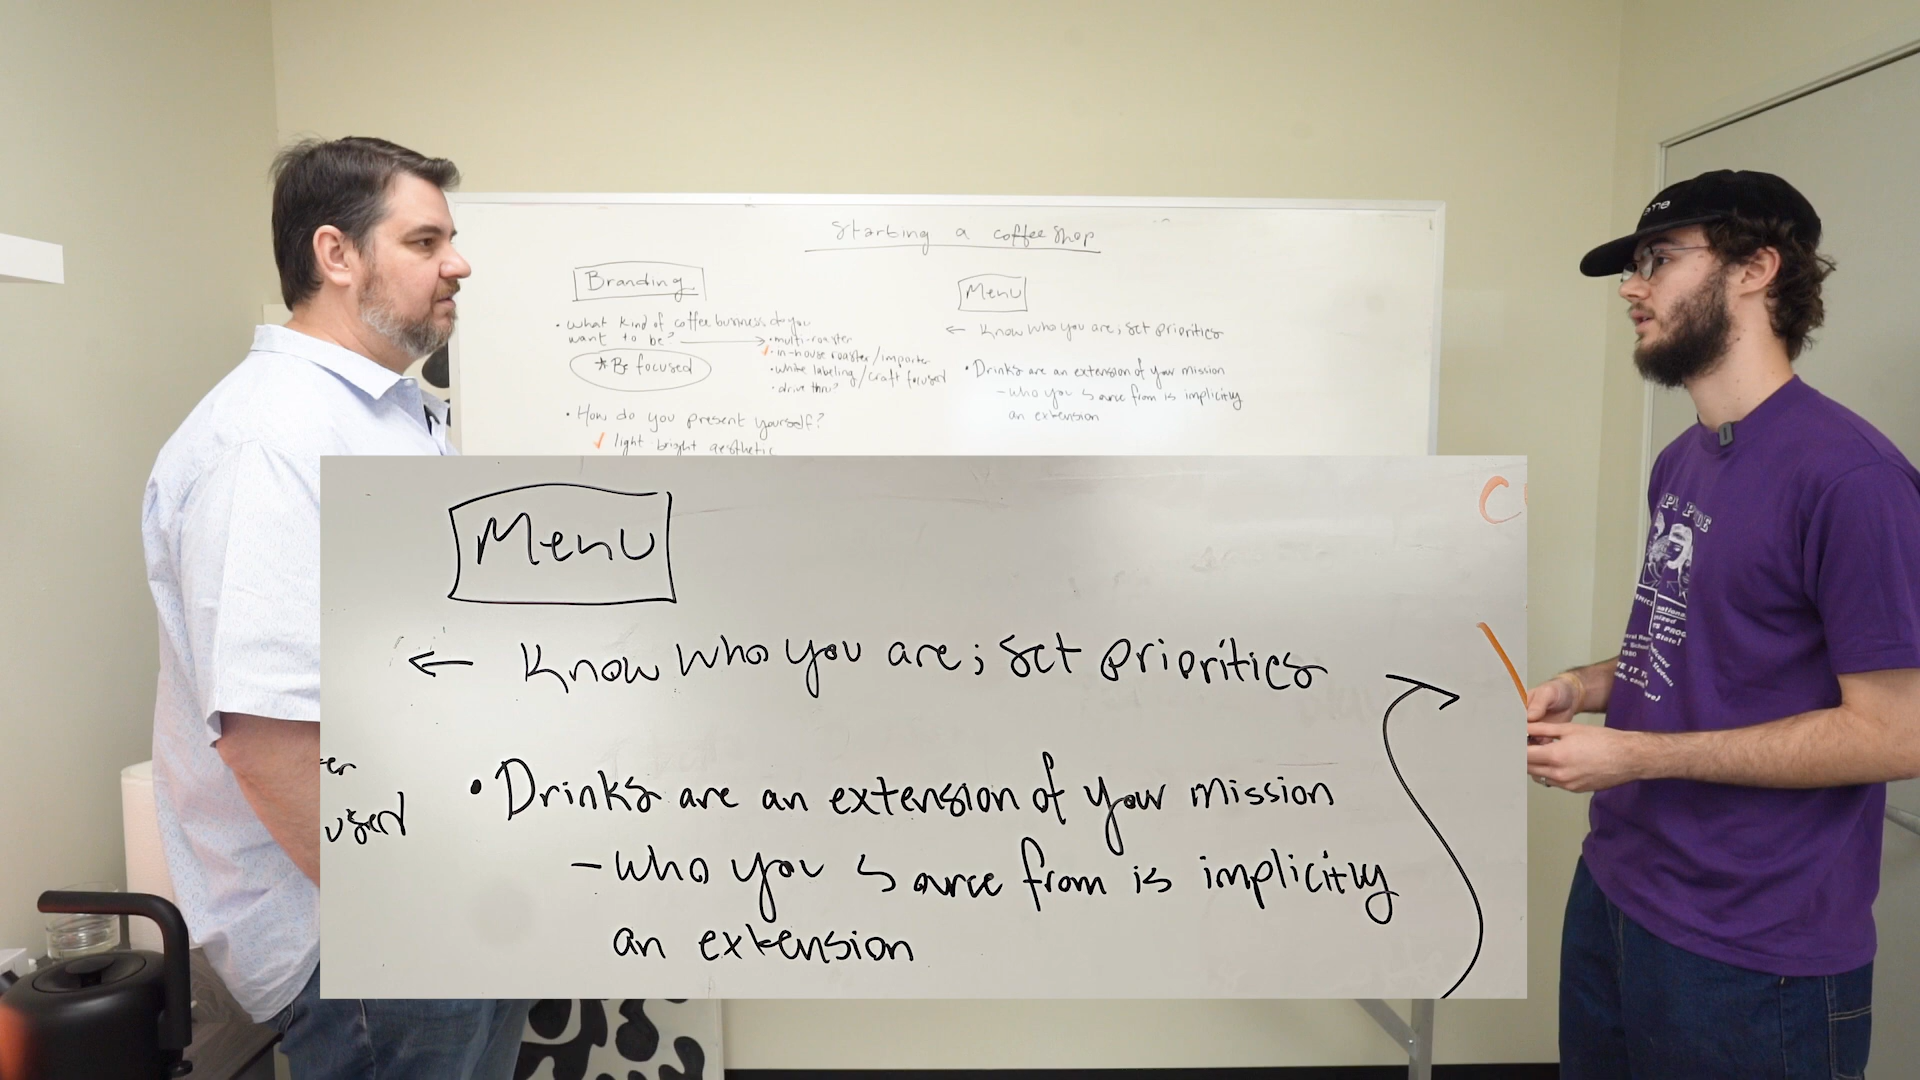 Starting a coffee shop
Branding
• What kind of coffee business do you
want to be?
• multi-roaster
✓ • in-house roaster/importer
• white labeling/craft focused
• drive thru?
* Be focused
• How do you present yourself?
✓ light bright aesthetic
Menu
← Know who you are; set priorities
• Drinks are an extension of your mission
- who you source from is implicitly
an extension
Menu
← Know who you are; set priorities
• Drinks are an extension of your mission
- who you source from is implicitly
an extension